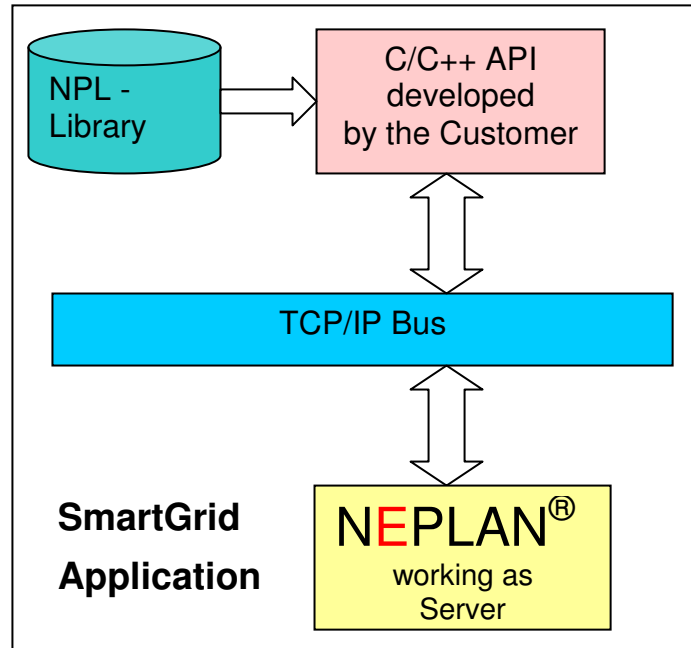 NPL -
Library
C/C++ API
developed
by the Customer
TCP/IP Bus
SmartGrid
Application
NEPLAN®
working as
Server